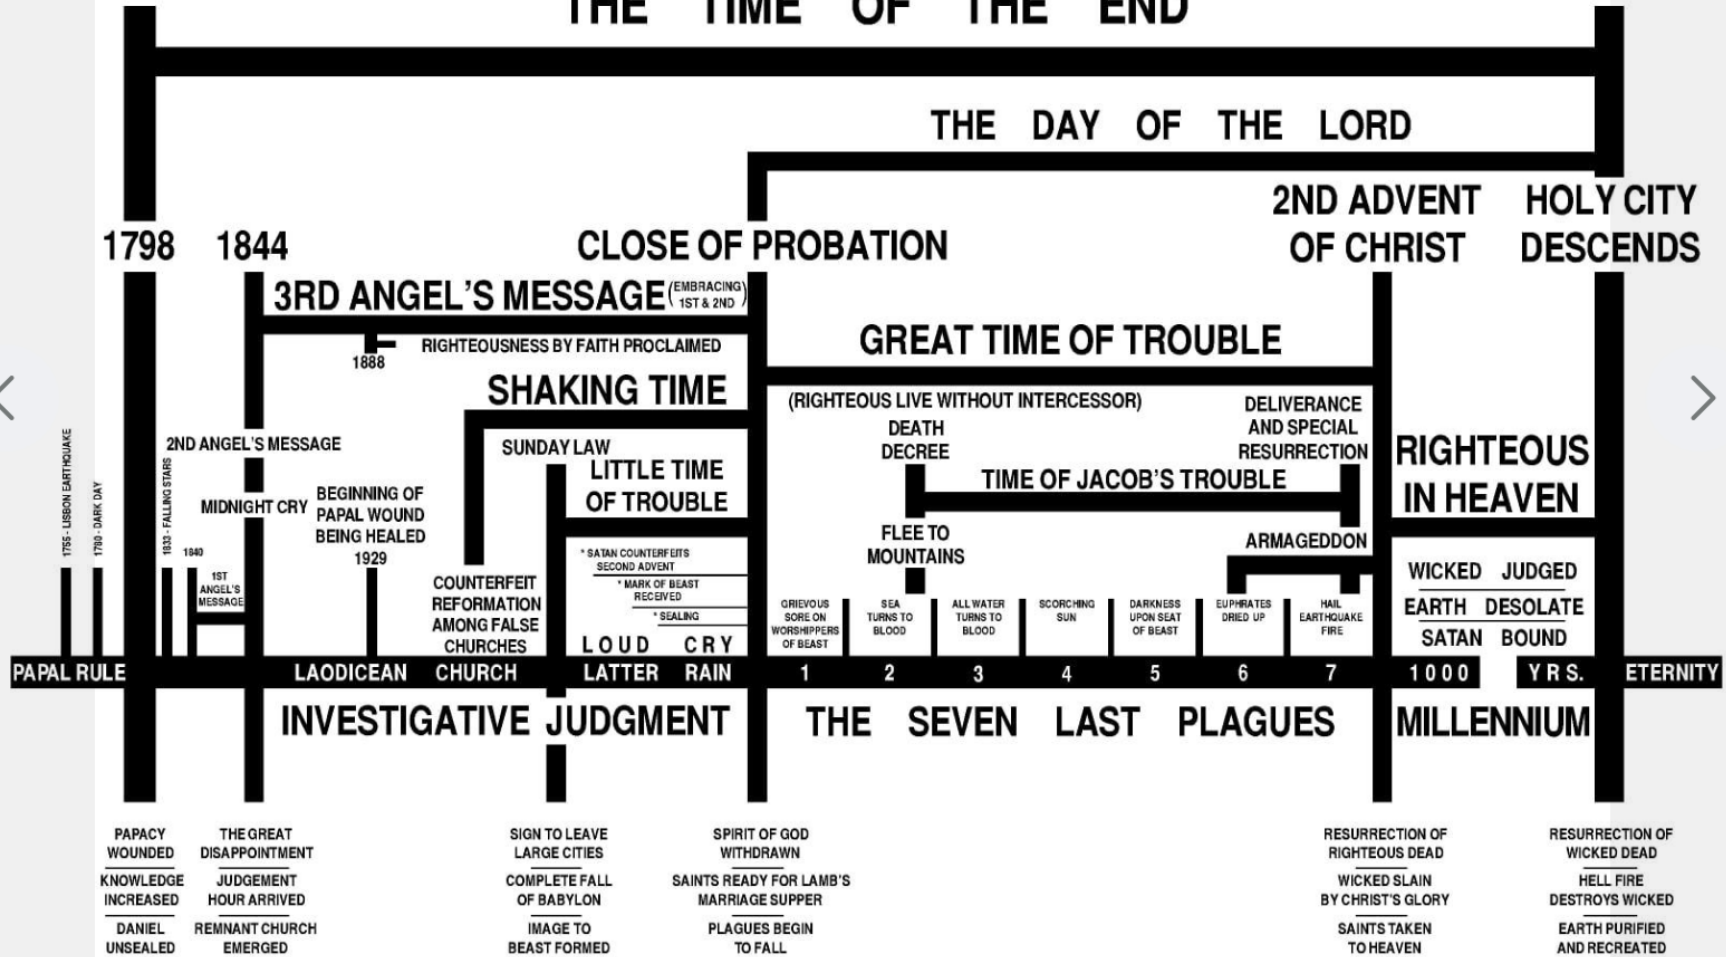 THE TIME OF THE END
THE DAY OF THE LORD
2ND ADVENT
OF CHRIST
HOLY CITY
DESCENDS
1798
1844
CLOSE OF PROBATION
3RD ANGEL'S MESSAGE (EMBRACING
1ST & 2ND)
1888
RIGHTEOUSNESS BY FAITH PROCLAIMED
GREAT TIME OF TROUBLE
SHAKING TIME
(RIGHTEOUS LIVE WITHOUT INTERCESSOR)
DEATH
DECREE
DELIVERANCE
AND SPECIAL
RESURRECTION
TIME OF JACOB'S TROUBLE
RIGHTEOUS
IN HEAVEN
1755 - LISBON EARTHQUAKE
1780 - DARK DAY
1833 - FALLING STARS
2ND ANGEL'S MESSAGE
MIDNIGHT CRY
1840
1ST
ANGEL'S
MESSAGE
BEGINNING OF
PAPAL WOUND
BEING HEALED
1929
SUNDAY LAW
LITTLE TIME
OF TROUBLE
COUNTERFEIT
REFORMATION
AMONG FALSE
CHURCHES
* SATAN COUNTERFEITS
SECOND ADVENT
* MARK OF BEAST
RECEIVED
* SEALING
LOUD CRY
FLEE TO
MOUNTAINS
ARMAGEDDON
GRIEVOUS
SORE ON
WORSHIPPERS
OF BEAST
SEA
TURNS TO
BLOOD
ALL WATER
TURNS TO
BLOOD
SCORCHING
SUN
DARKNESS
UPON SEAT
OF BEAST
EUPHRATES
DRIED UP
HAIL
EARTHQUAKE
FIRE
WICKED JUDGED
EARTH DESOLATE
SATAN BOUND
PAPAL RULE
LAODICEAN CHURCH
LATTER RAIN
1
2
3
4
5
6
7
1000 YRS.
ETERNITY
INVESTIGATIVE JUDGMENT
THE SEVEN LAST PLAGUES
MILLENNIUM
PAPACY
WOUNDED
KNOWLEDGE
INCREASED
DANIEL
UNSEALED
THE GREAT
DISAPPOINTMENT
JUDGEMENT
HOUR ARRIVED
REMNANT CHURCH
EMERGED
SIGN TO LEAVE
LARGE CITIES
COMPLETE FALL
OF BABYLON
IMAGE TO
BEAST FORMED
SPIRIT OF GOD
WITHDRAWN
SAINTS READY FOR LAMB'S
MARRIAGE SUPPER
PLAGUES BEGIN
TO FALL
RESURRECTION OF
RIGHTEOUS DEAD
WICKED SLAIN
BY CHRIST'S GLORY
SAINTS TAKEN
TO HEAVEN
RESURRECTION OF
WICKED DEAD
HELL FIRE
DESTROYS WICKED
EARTH PURIFIED
AND RECREATED